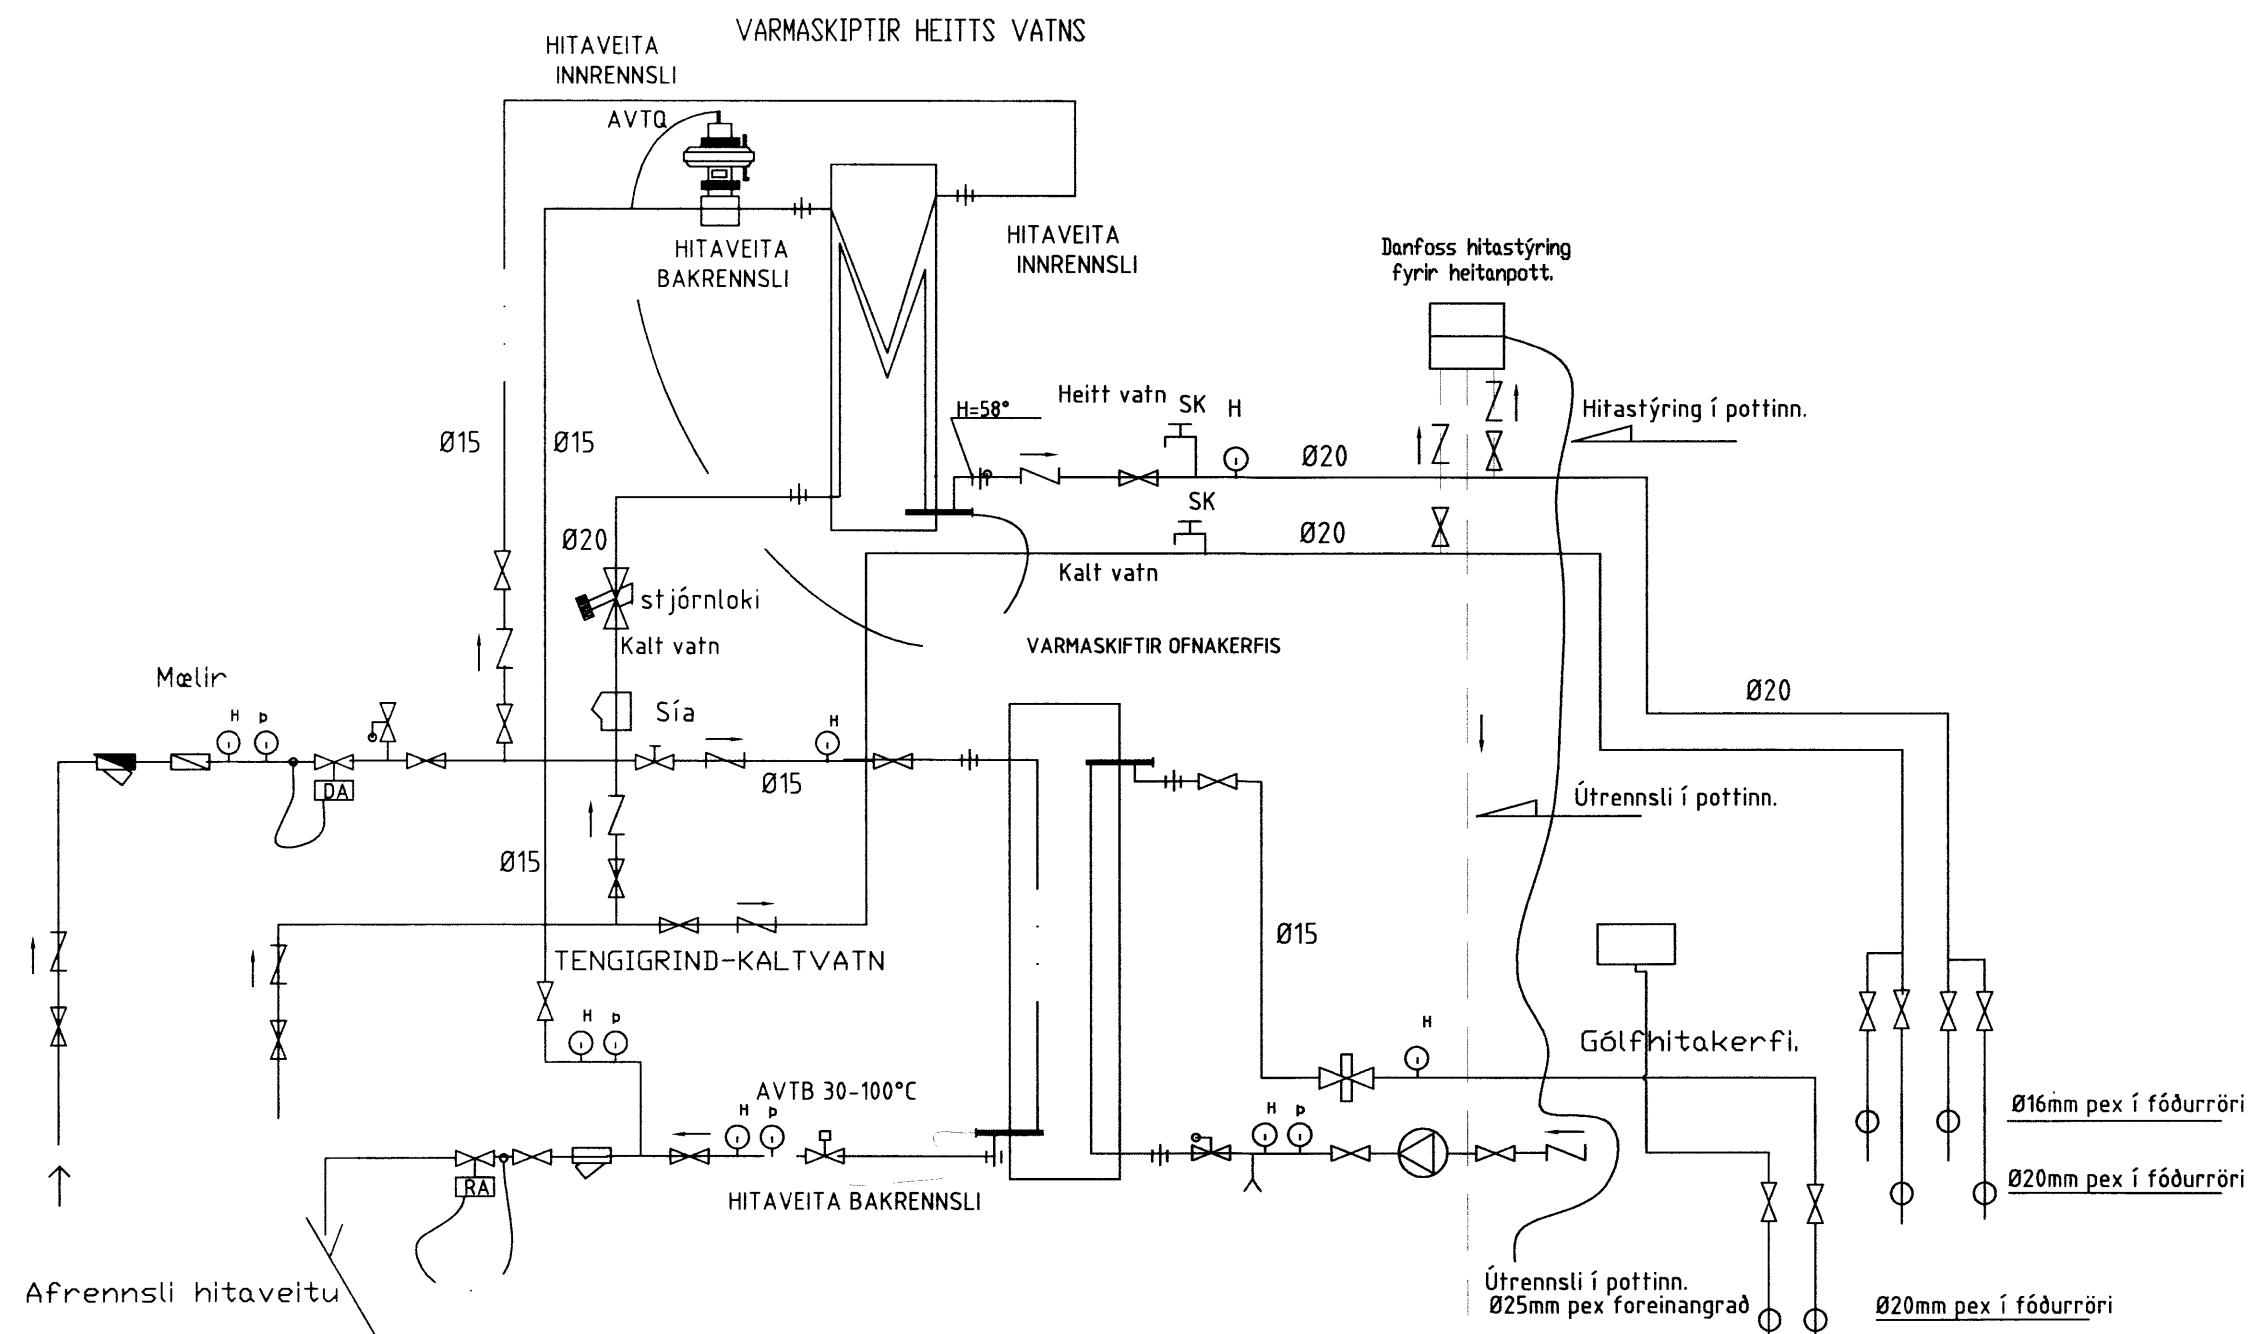 VARMASKIPTIR HEITTS VATNS
HITAVEITA
INNRENNSLI
AVTQ
HITAVEITA
BAKRENNSLI
HITAVEITA
INNRENNSLI
Danfoss hitastýring
fyrir heitanpott.
H=58°
Heitt vatn
SK
H
Ø20
Hitastýring í pottinn.
Ø15
Ø15
SK
Ø20
Kalt vatn
Ø20
stjórnloki
Kalt vatn
VARMASKIFTIR OFNAKERFIS
Mælir
H
Þ
Sía
H
Ø20
DA
Ø15
Útrennsli í pottinn.
Ø15
Ø15
TENGIGRIND-KALTVATN
H
Þ
H
Gólfhitakerfi.
AVTB 30-100°C
H
Þ
H
Þ
Ø16mm pex í fóðurröri
Ø20mm pex í fóðurröri
RA
HITAVEITA BAKRENNSLI
Afrennsli hitaveitu
Útrennsli í pottinn.
Ø25mm pex foreinangrað
Ø20mm pex í fóðurröri